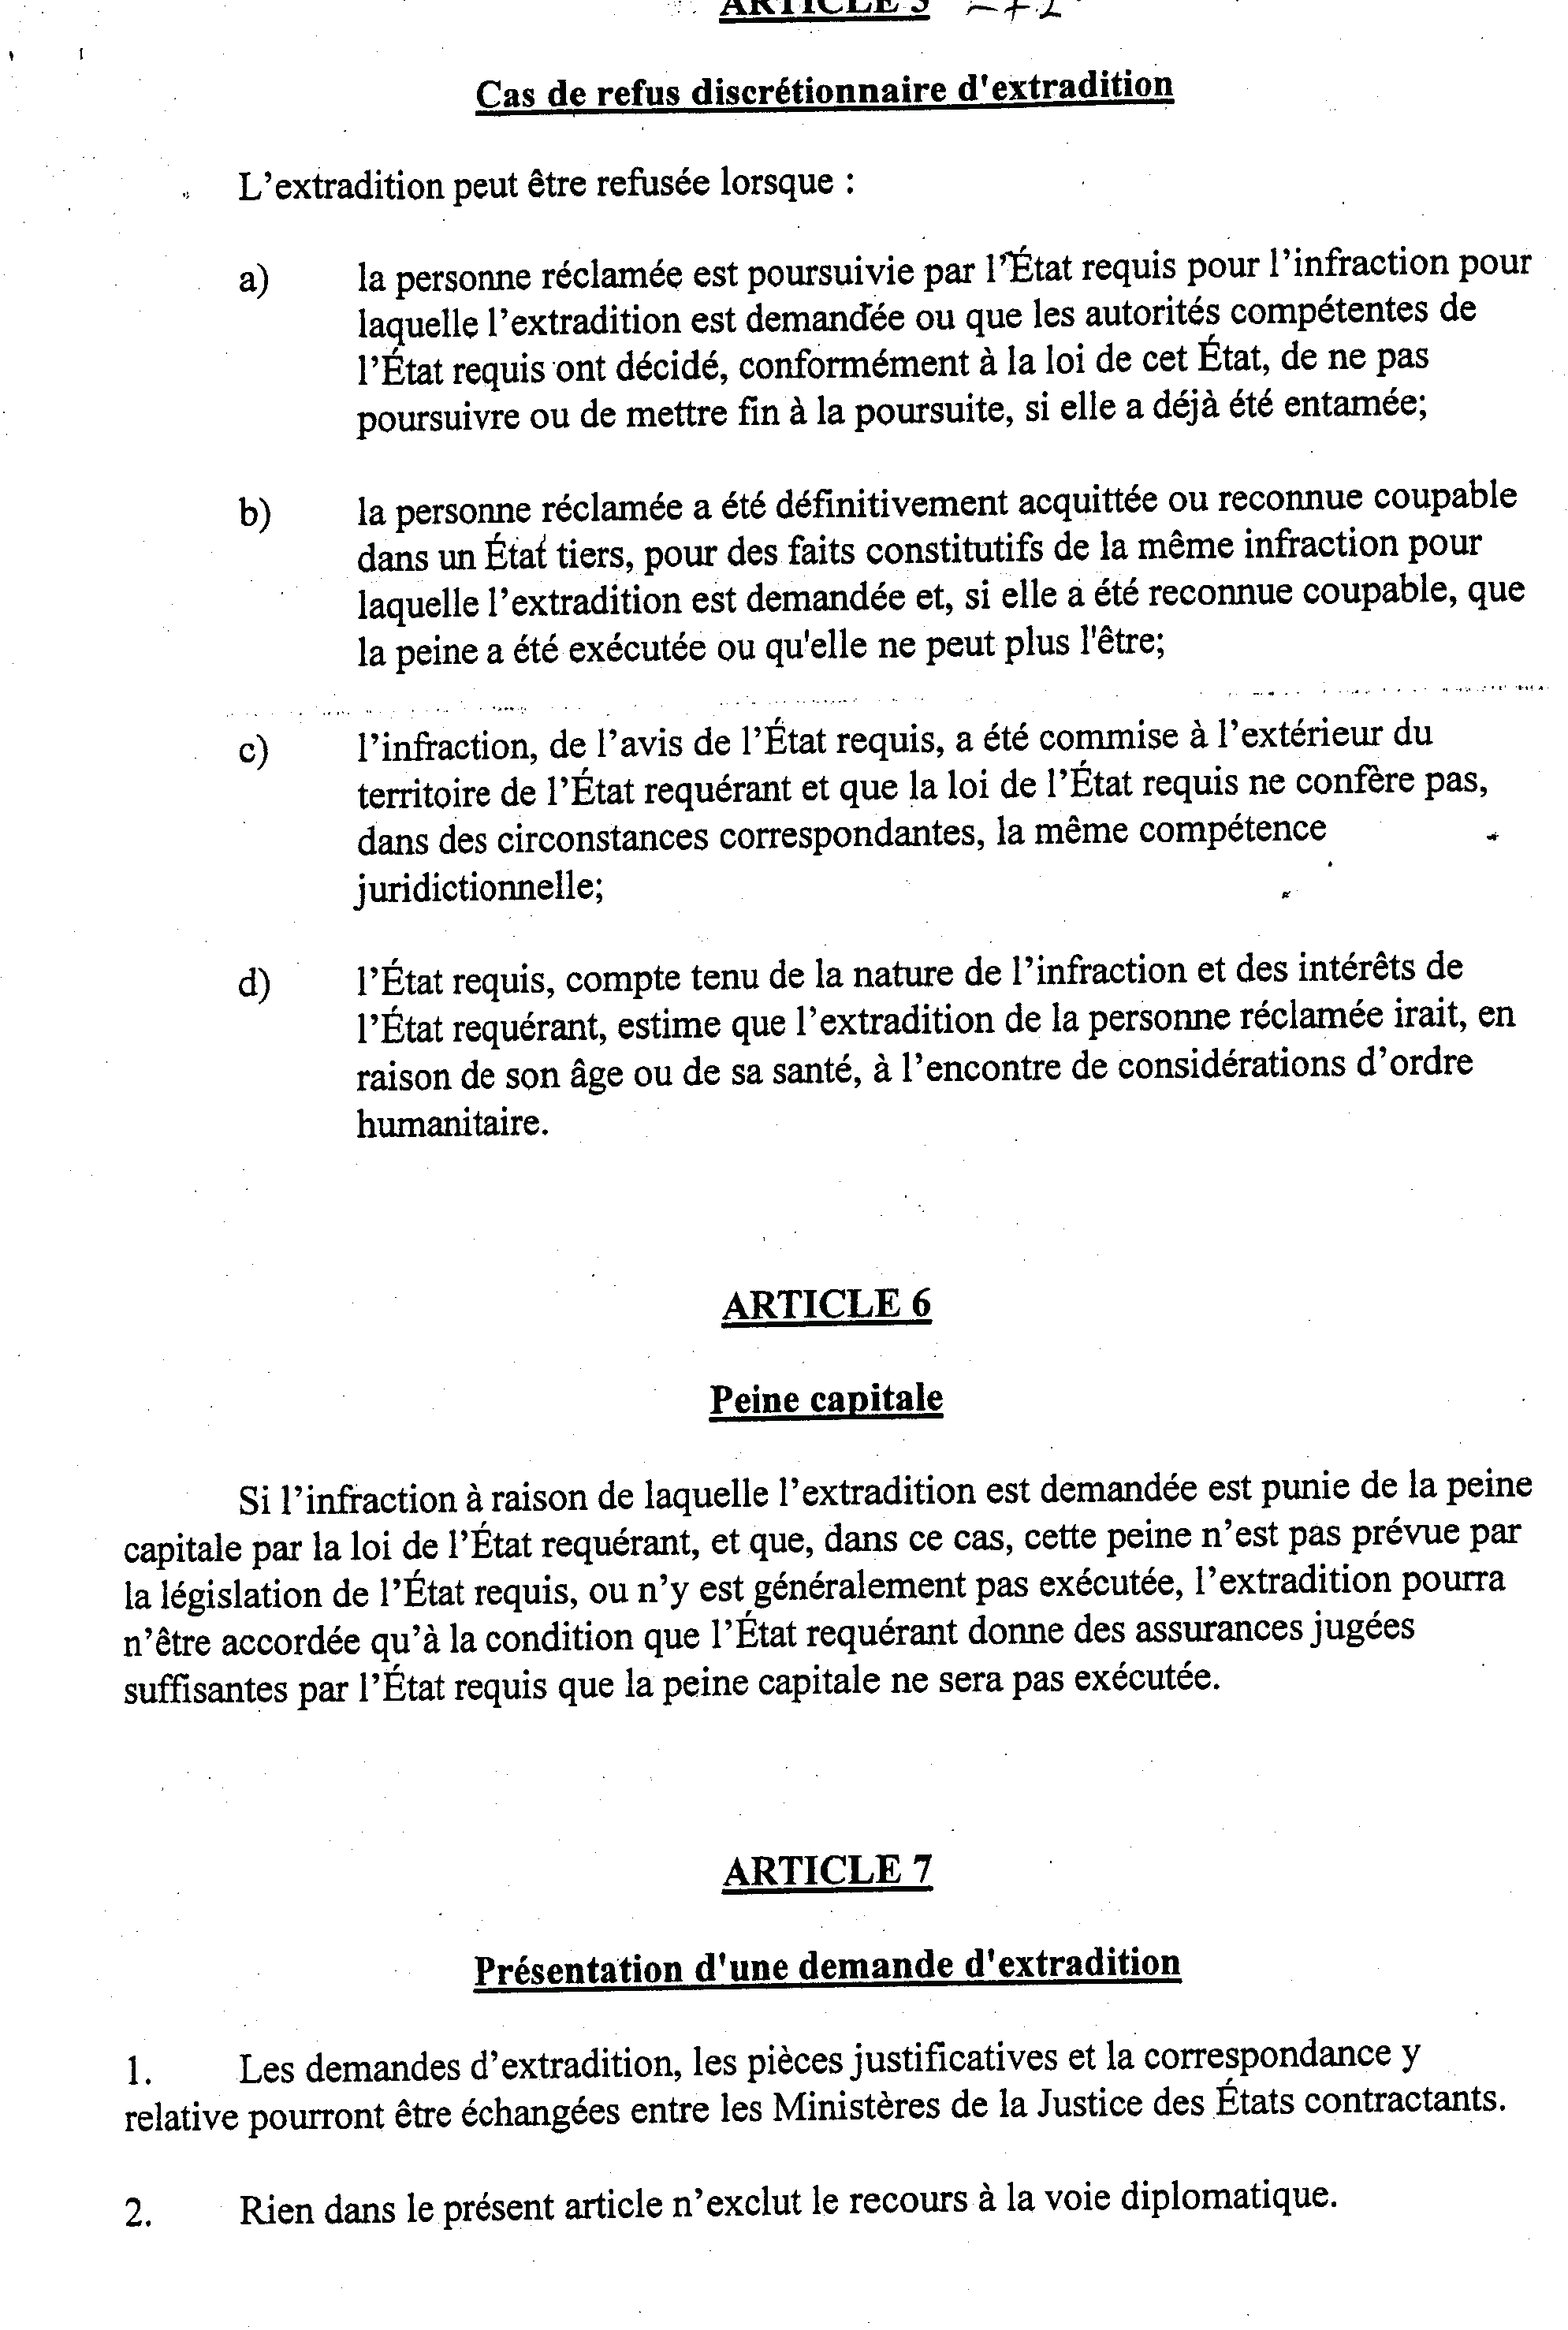 ARTICLE 5
Cas de refus discrétionnaire d'extradition
L'extradition peut être refusée lorsque :
a) la personne réclamée est poursuivie par l'État requis pour l'infraction pour
laquelle l'extradition est demandée ou que les autorités compétentes de
l'État requis ont décidé, conformément à la loi de cet État, de ne pas
poursuivre ou de mettre fin à la poursuite, si elle a déjà été entamée;
b) la personne réclamée a été définitivement acquittée ou reconnue coupable
dans un État tiers, pour des faits constitutifs de la même infraction pour
laquelle l'extradition est demandée et, si elle a été reconnue coupable, que
la peine a été exécutée ou qu'elle ne peut plus l'être;
c) l'infraction, de l'avis de l'État requis, a été commise à l'extérieur du
territoire de l'État requérant et que la loi de l'État requis ne confère pas,
dans des circonstances correspondantes, la même compétence
juridictionnelle;
d) l'État requis, compte tenu de la nature de l'infraction et des intérêts de
l'État requérant, estime que l'extradition de la personne réclamée irait, en
raison de son âge ou de sa santé, à l'encontre de considérations d'ordre
humanitaire.
ARTICLE 6
Peine capitale
Si l'infraction à raison de laquelle l'extradition est demandée est punie de la peine
capitale par la loi de l'État requérant, et que, dans ce cas, cette peine n'est pas prévue par
la législation de l'État requis, ou n'y est généralement pas exécutée, l'extradition pourra
n'être accordée qu'à la condition que l'État requérant donne des assurances jugées
suffisantes par l'État requis que la peine capitale ne sera pas exécutée.
ARTICLE 7
Présentation d'une demande d'extradition
1. Les demandes d'extradition, les pièces justificatives et la correspondance y
relative pourront être échangées entre les Ministères de la Justice des États contractants.
2. Rien dans le présent article n'exclut le recours à la voie diplomatique.